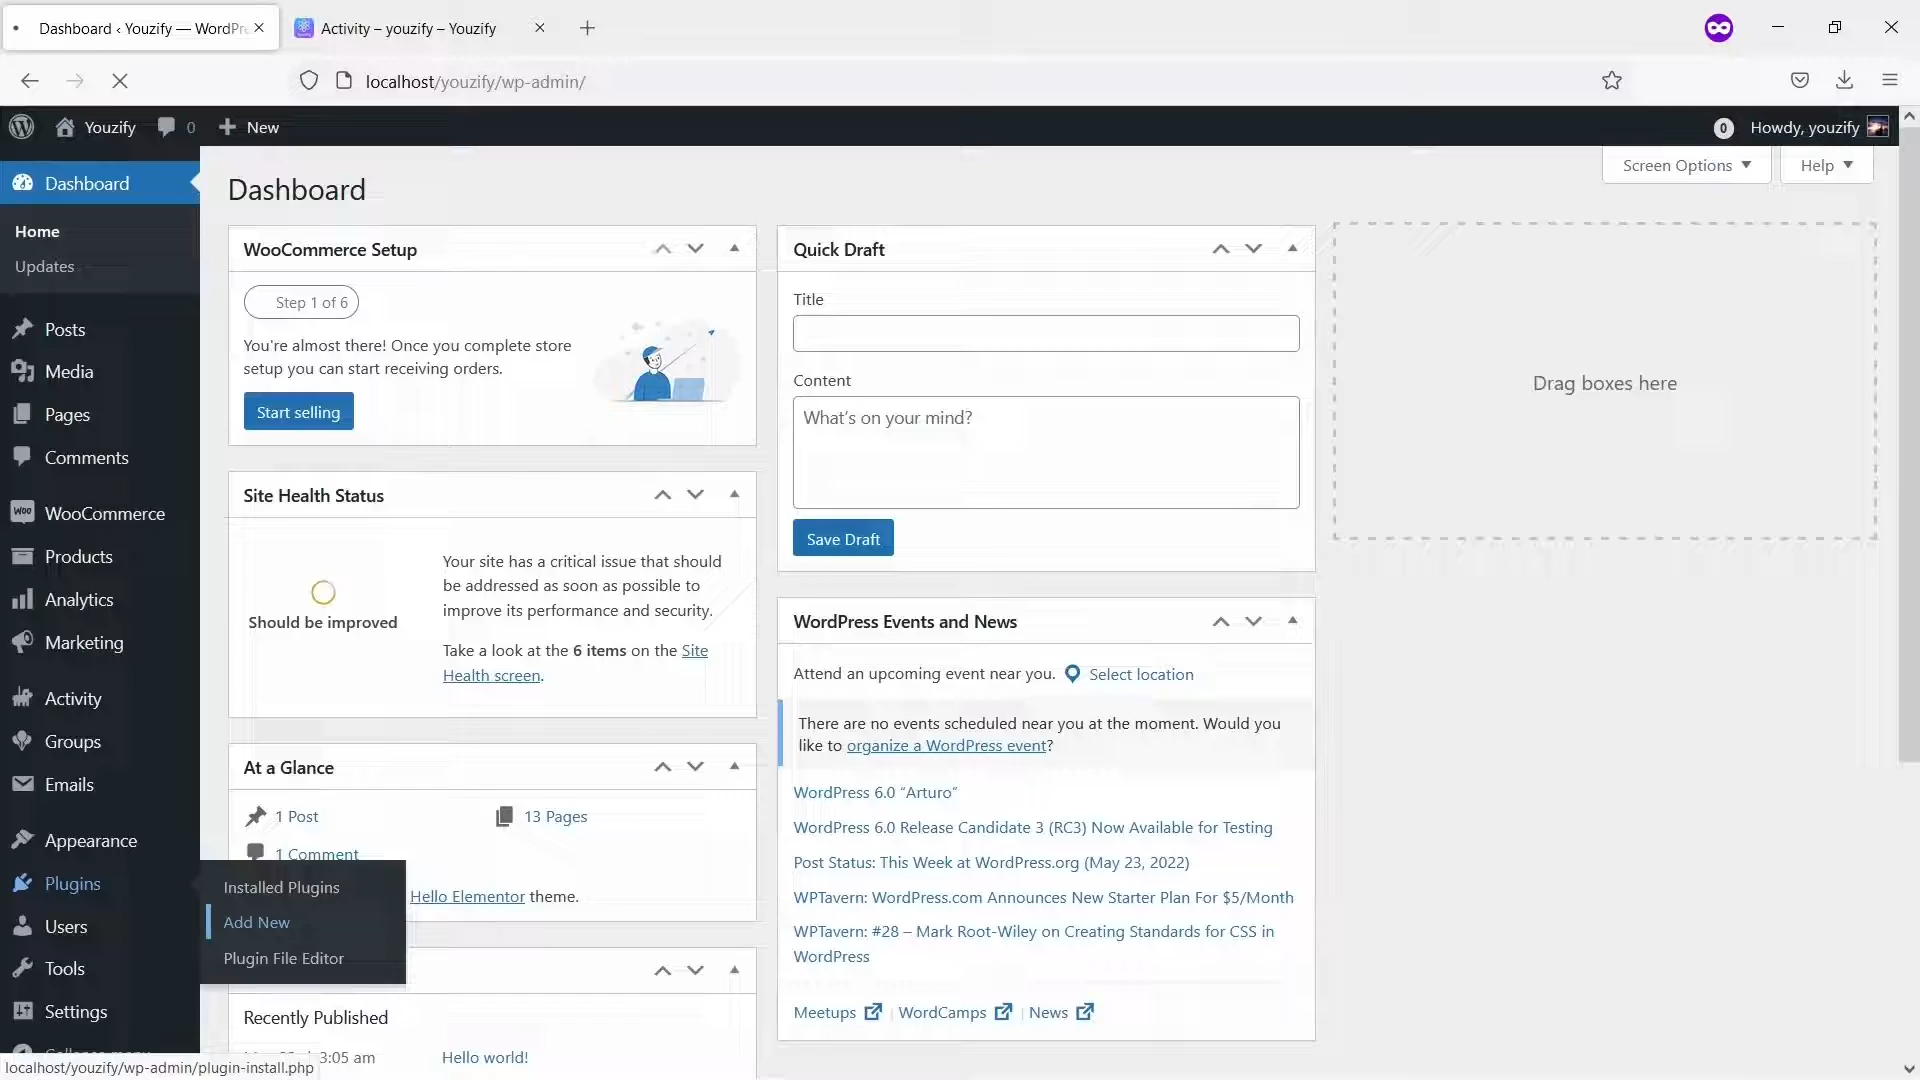 Dashboard ‹ Youzify — WordPre
Activity – youzify – Youzify
localhost/youzify/wp-admin/
Youzify
0
New
0
Howdy, youzify
Dashboard
Home
Updates
Posts
Media
Pages
Comments
WooCommerce
Products
Analytics
Marketing
Activity
Groups
Emails
Appearance
Plugins
Users
Tools
Settings
Installed Plugins
Add New
Plugin File Editor
Screen Options
Help
Dashboard
WooCommerce Setup
Step 1 of 6
You're almost there! Once you complete store
setup you can start receiving orders.
Start selling
Site Health Status
Should be improved
Your site has a critical issue that should
be addressed as soon as possible to
improve its performance and security.
Take a look at the 6 items on the Site
Health screen.
At a Glance
1 Post
13 Pages
1 Comment
Hello Elementor theme.
Recently Published
3:05 am
Hello world!
Quick Draft
Title
Content
What's on your mind?
Save Draft
WordPress Events and News
Attend an upcoming event near you.
Select location
There are no events scheduled near you at the moment. Would you
like to organize a WordPress event?
WordPress 6.0 “Arturo”
WordPress 6.0 Release Candidate 3 (RC3) Now Available for Testing
Post Status: This Week at WordPress.org (May 23, 2022)
WPTavern: WordPress.com Announces New Starter Plan For $5/Month
WPTavern: #28 – Mark Root-Wiley on Creating Standards for CSS in
WordPress
Meetups | WordCamps | News
Drag boxes here
localhost/youzify/wp-admin/plugin-install.php